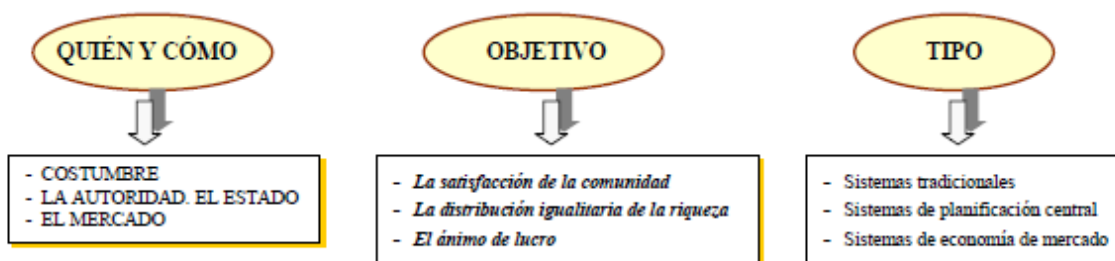 QUIÉN Y CÓMO
- COSTUMBRE
- LA AUTORIDAD. EL ESTADO
- EL MERCADO
OBJETIVO
- La satisfacción de la comunidad
- La distribución igualitaria de la riqueza
- El ánimo de lucro
TIPO
- Sistemas tradicionales
- Sistemas de planificación central
- Sistemas de economía de mercado